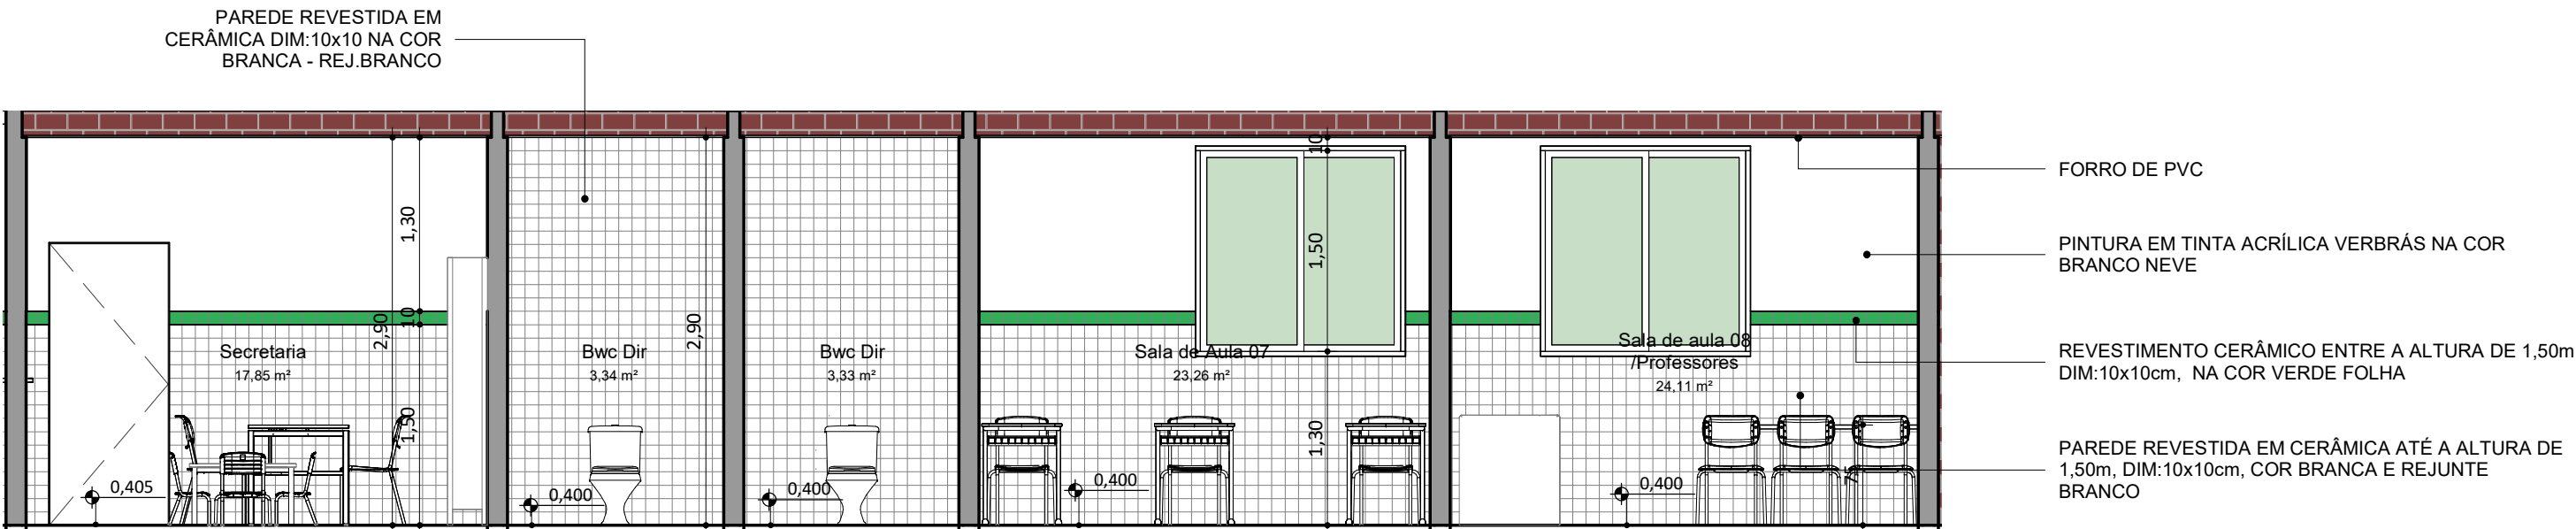 PAREDE REVESTIDA EM
CERÂMICA DIM:10x10 NA COR
BRANCA - REJ.BRANCO
FORRO DE PVC
PINTURA EM TINTA ACRÍLICA VERBRÁS NA COR
BRANCO NEVE
REVESTIMENTO CERÂMICO ENTRE A ALTURA DE 1,50m
DIM:10x10cm, NA COR VERDE FOLHA
PAREDE REVESTIDA EM CERÂMICA ATÉ A ALTURA DE
1,50m, DIM:10x10cm, COR BRANCA E REJUNTE
BRANCO
Secretaria
17,85 m²
0,405
2,90
1,30
10
1,50
Bwc Dir
3,34 m²
0,400
2,90
Bwc Dir
3,33 m²
0,400
Sala de Aula 07
23,26 m²
0,400
10
1,50
1,30
Sala de aula 08
/Professores
24,11 m²
0,400